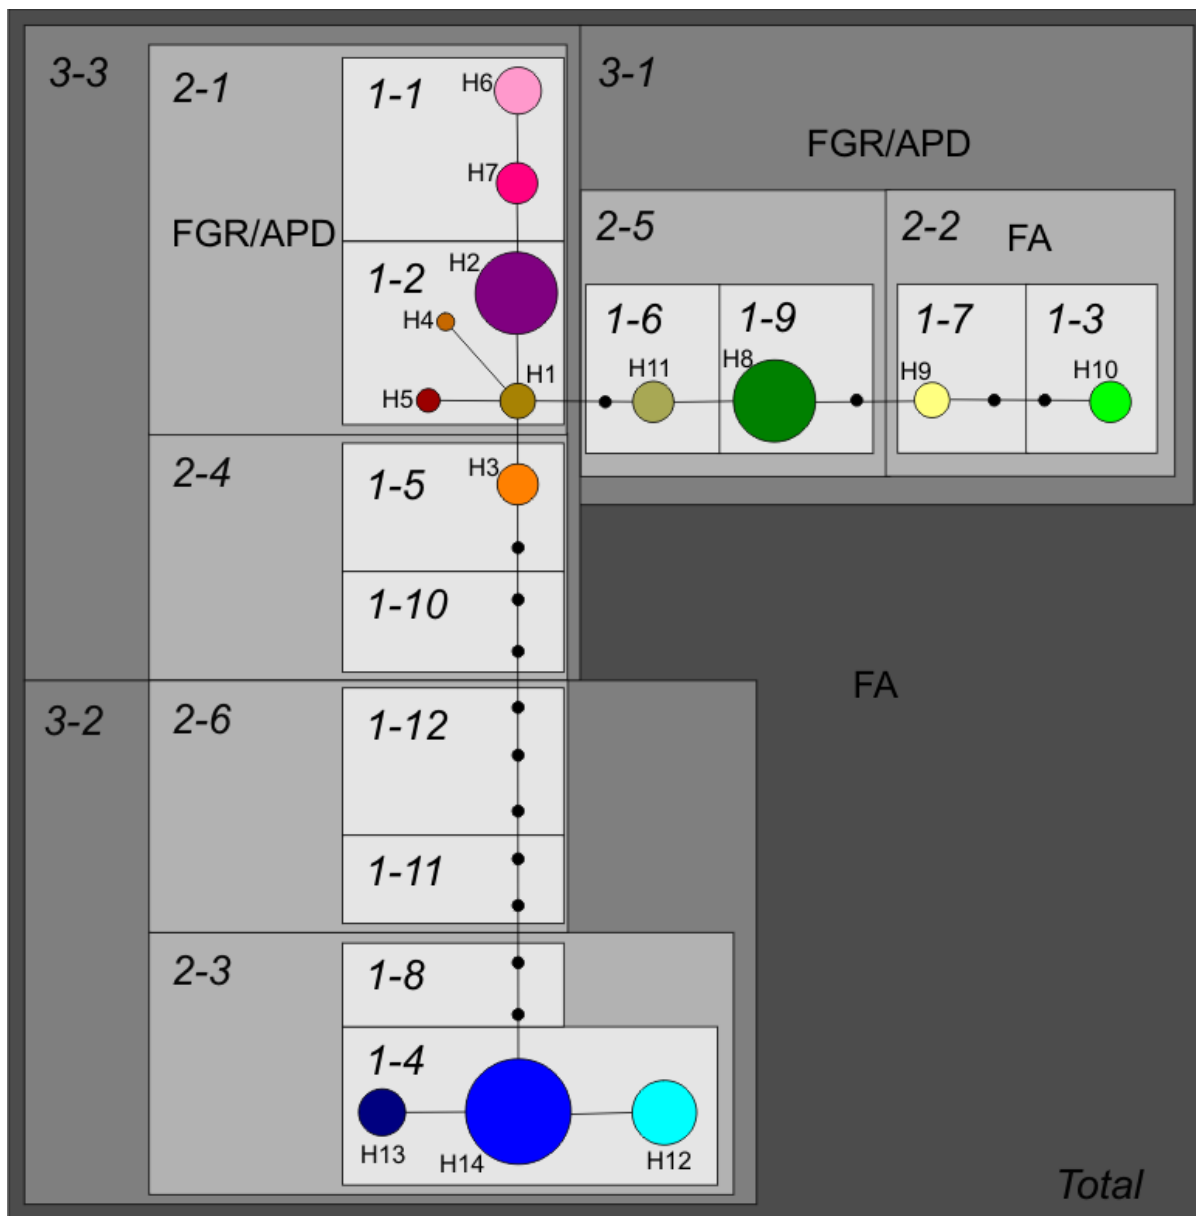 3-3
2-1
FGR/APD
1-1
H6
H7
1-2
H2
H4
H1
H5
3-1
FGR/APD
2-5
1-6
H11
1-9
H8
2-2
FA
1-7
H9
1-3
H10
2-4
1-5
H3
1-10
FA
3-2
2-6
1-12
1-11
2-3
1-8
1-4
H13
H14
H12
Total